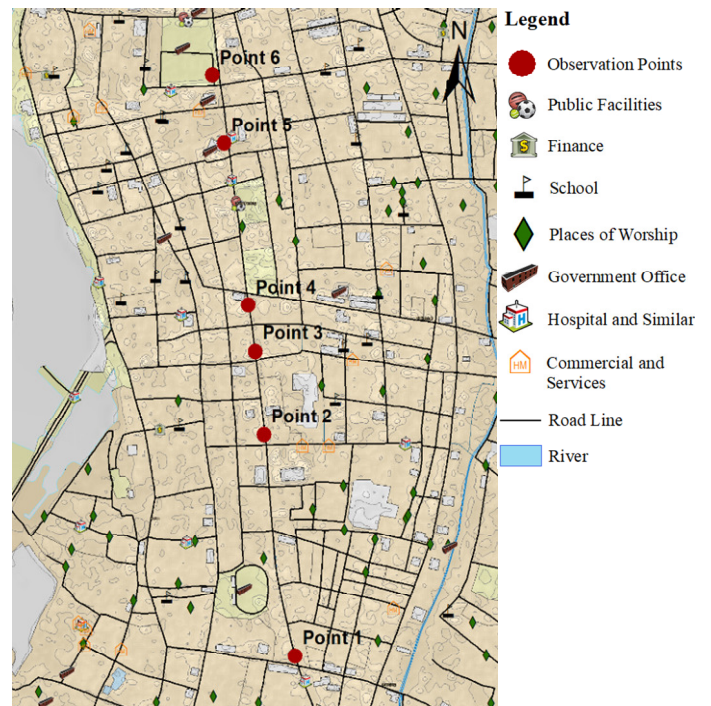 N
Point 6
Point 5
Point 4
Point 3
Point 2
Point 1
Legend
Observation Points
Public Facilities
$
Finance
School
Places of Worship
Government Office
H
Hospital and Similar
HM
Commercial and
Services
Road Line
River